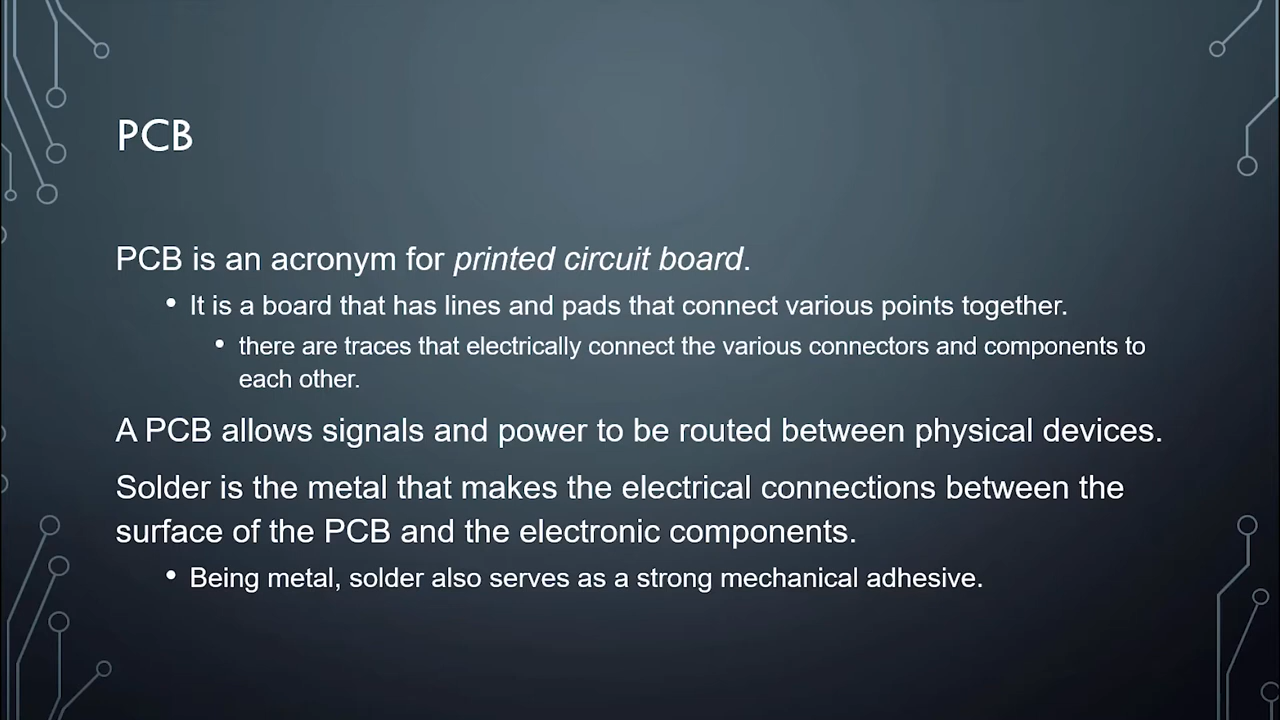 PCB
PCB is an acronym for printed circuit board.
• It is a board that has lines and pads that connect various points together.
• there are traces that electrically connect the various connectors and components to
each other.
A PCB allows signals and power to be routed between physical devices.
Solder is the metal that makes the electrical connections between the
surface of the PCB and the electronic components.
• Being metal, solder also serves as a strong mechanical adhesive.